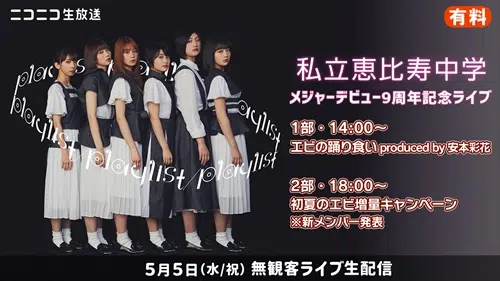 ニコニコ生放送
有料
playlist
playlist/playlist/playlist
私立恵比寿中学
メジャーデビュー9周年記念ライブ
1部・14:00～
エビの踊り食い produced by 安本彩花
2部・18:00～
初夏のエビ増量キャンペーン
※新メンバー発表
5月5日(水/祝) 無観客ライブ生配信